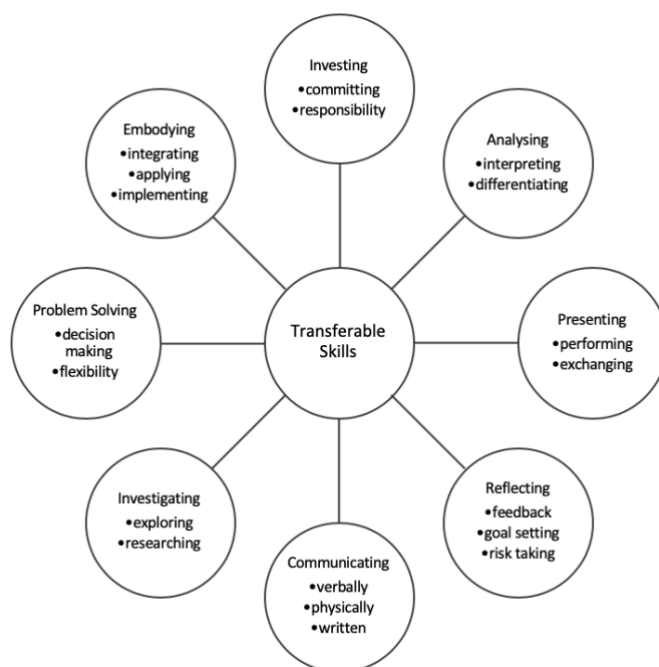 Investing
•committing
•responsibility
Analysing
•interpreting
•differentiating
Presenting
•performing
•exchanging
Reflecting
•feedback
•goal setting
•risk taking
Communicating
•verbally
•physically
•written
Investigating
•exploring
•researching
Problem Solving
•decision
making
•flexibility
Embodying
•integrating
•applying
•implementing
Transferable
Skills